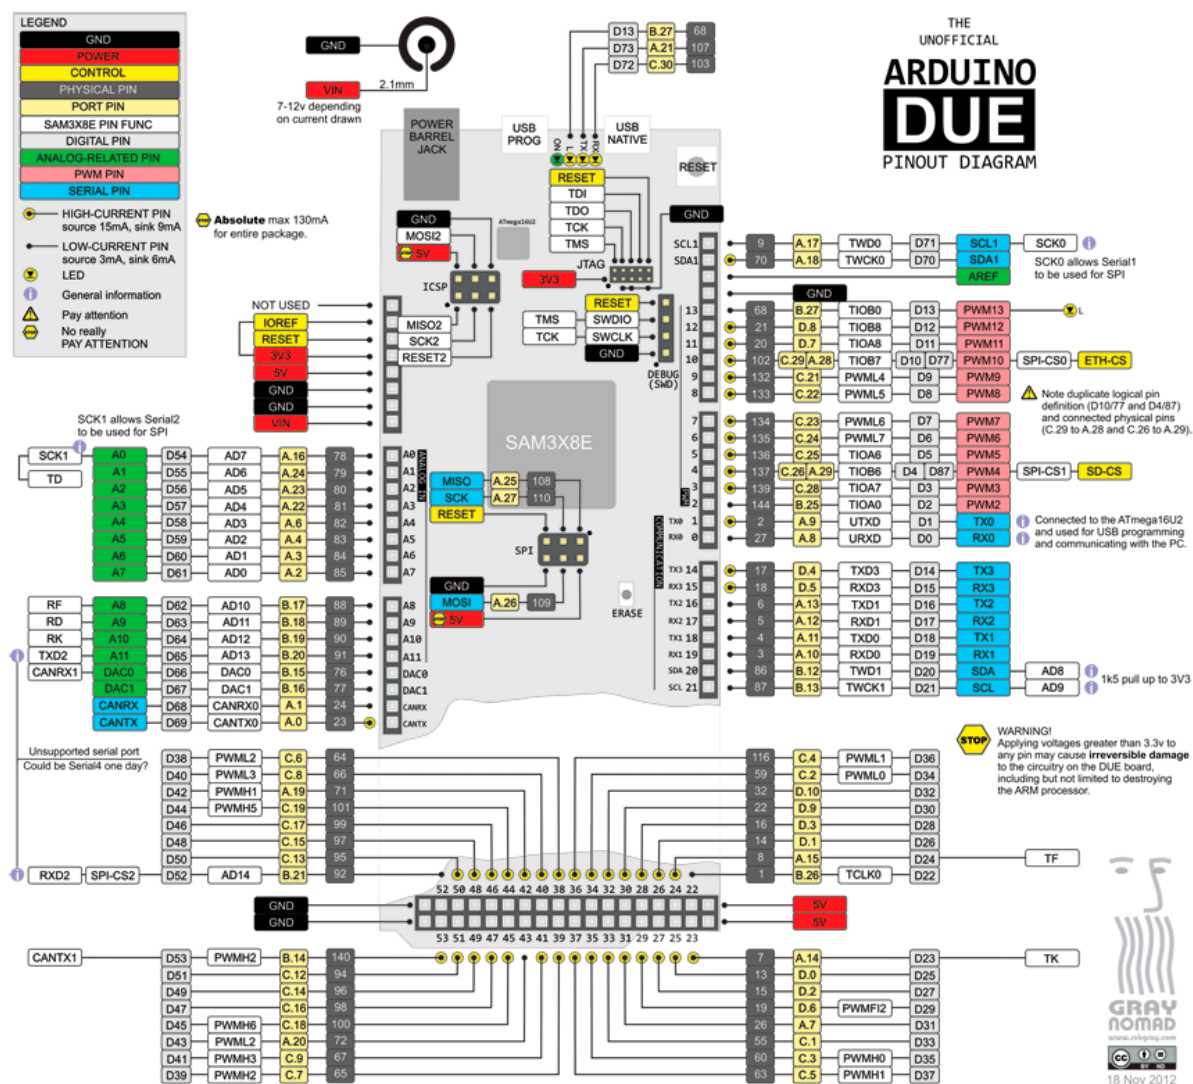 LEGEND
GND
POWER
CONTROL
PHYSICAL PIN
PORT PIN
SAM3X8E PIN FUNC
DIGITAL PIN
ANALOG-RELATED PIN
PWM PIN
SERIAL PIN
HIGH-CURRENT PIN
source 15mA, sink 9mA
LOW-CURRENT PIN
source 3mA, sink 6mA
LED
General information
Pay attention
No really
PAY ATTENTION
THE
UNOFFICIAL
ARDUINO
DUE
PINOUT DIAGRAM
GND
VIN
2.1mm
7-12v depending
on current drawn
Absolute max 130mA
for entire package.
D13 B.27 68
D73 A.21 107
D72 C.30 103
POWER
BARREL
JACK
USB
PROG
USB
NATIVE
ON L TX RX
RESET
RESET
TDI
TDO
TCK
TMS
JTAG
3V3
GND
ATmega16U2
GND
MOSI2
5V
ICSP
MISO2
SCK2
RESET2
RESET
TMS SWDIO
TCK SWCLK
GND
DEBUG
(SWD)
NOT USED
IOREF
RESET
3V3
5V
GND
GND
VIN
SAM3X8E
SCL1 9 A.17 TWD0 D71 SCL1 SCK0
SDA1 70 A.18 TWCK0 D70 SDA1
AREF
SCK0 allows Serial1
to be used for SPI
GND
13 68 B.27 TIOB0 D13 PWM13 L
12 21 D.8 TIOB8 D12 PWM12
11 20 D.7 TIOA8 D11 PWM11
10 102 C.29 A.28 TIOB7 D10 D77 PWM10 SPI-CS0 ETH-CS
9 132 C.21 PWML4 D9 PWM9
8 133 C.22 PWML5 D8 PWM8
Note duplicate logical pin
definition (D10/77 and D4/87)
and connected physical pins
(C.29 to A.28 and C.26 to A.29).
7 134 C.23 PWML6 D7 PWM7
6 135 C.24 PWML7 D6 PWM6
5 136 C.25 TIOA6 D5 PWM5
4 137 C.26 A.29 TIOB6 D4 D87 PWM4 SPI-CS1 SD-CS
3 139 C.28 TIOA7 D3 PWM3
PWM 2 144 B.25 TIOA0 D2 PWM2
TX0 1 2 A.9 UTXD D1 TX0
RX0 0 27 A.8 URXD D0 RX0
Connected to the ATmega16U2
and used for USB programming
and communicating with the PC.
COMMUNICATION
TX3 14 17 D.4 TXD3 D14 TX3
RX3 15 18 D.5 RXD3 D15 RX3
TX2 16 6 A.13 TXD1 D16 TX2
RX2 17 5 A.12 RXD1 D17 RX2
TX1 18 4 A.11 TXD0 D18 TX1
RX1 19 3 A.10 RXD0 D19 RX1
SDA 20 86 B.12 TWD1 D20 SDA AD8
SCL 21 87 B.13 TWCK1 D21 SCL AD9
1k5 pull up to 3V3
SCK1 allows Serial2
to be used for SPI
SCK1 A0 D54 AD7 A.16 78 A0
TD A1 D55 AD6 A.24 79 A1
A2 D56 AD5 A.23 80 A2
A3 D57 AD4 A.22 81 A3
A4 D58 AD3 A.6 82 A4
A5 D59 AD2 A.4 83 A5
A6 D60 AD1 A.3 84 A6
A7 D61 AD0 A.2 85 A7
ANALOG IN
MISO A.25 108
SCK A.27 110
RESET
SPI
GND
MOSI A.26 109
5V
ERASE
RF A8 D62 AD10 B.17 88 A8
RD A9 D63 AD11 B.18 89 A9
RK A10 D64 AD12 B.19 90 A10
TXD2 A11 D65 AD13 B.20 91 A11
CANRX1 DAC0 D66 DAC0 B.15 76 DAC0
DAC1 D67 DAC1 B.16 77 DAC1
CANRX D68 CANRX0 A.1 24 CANRX
CANTX D69 CANTX0 A.0 23 CANTX
Unsupported serial port
Could be Serial4 one day?
STOP
WARNING!
Applying voltages greater than 3.3v to
any pin may cause irreversible damage
to the circuitry on the DUE board,
including but not limited to destroying
the ARM processor.
D38 PWML2 C.6 64
D40 PWML3 C.8 66
D42 PWMH1 A.19 71
D44 PWMH5 C.19 101
D46 C.17 99
D48 C.15 97
D50 C.13 95
RXD2 SPI-CS2 D52 AD14 B.21 92
116 C.4 PWML1 D36
59 C.2 PWML0 D34
32 D.10 D32
22 D.9 D30
16 D.3 D28
14 D.1 D26
8 A.15 D24 TF
1 B.26 TCLK0 D22
52 50 48 46 44 42 40 38 36 34 32 30 28 26 24 22
GND
GND
5V
5V
53 51 49 47 45 43 41 39 37 35 33 31 29 27 25 23
CANTX1 D53 PWMH2 B.14 140
D51 C.12 94
D49 C.14 96
D47 C.16 98
D45 PWMH6 C.18 100
D43 PWML2 A.20 72
D41 PWMH3 C.9 67
D39 PWMH2 C.7 65
7 A.14 D23 TK
13 D.0 D25
15 D.2 D27
19 D.6 PWMFI2 D29
26 A.7 D31
55 C.1 D33
60 C.3 PWMH0 D35
63 C.5 PWMH1 D37
GRAY
NOMAD
www.robgray.com
CC BY ND
18 Nov 2012